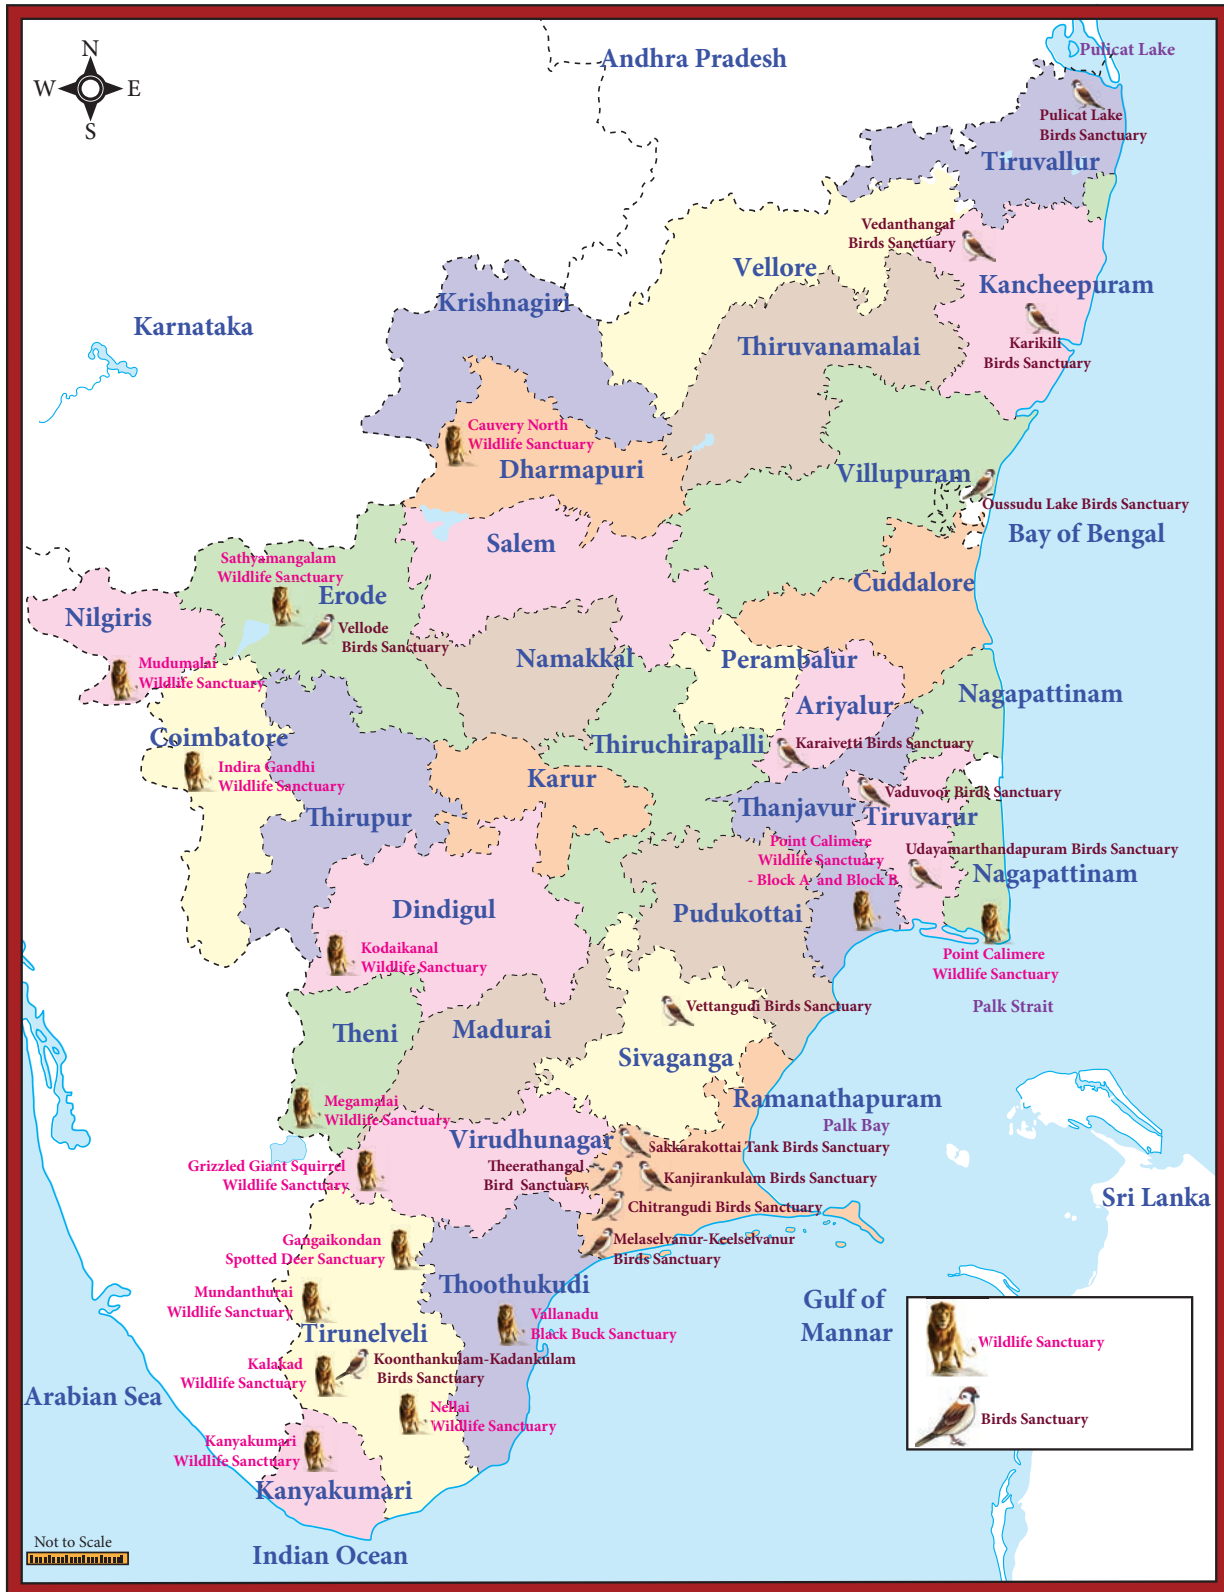 Andhra Pradesh
Pulicat Lake
N
W
E
S
Pulicat Lake
Birds Sanctuary
Tiruvallur
Vedanthangal
Birds Sanctuary
Vellore
Kancheepuram
Krishnagiri
Karnataka
Thiruvanamalai
Karikili
Birds Sanctuary
Cauvery North
Wildlife Sanctuary
Dharmapuri
Villupuram
Oussudu Lake Birds Sanctuary
Bay of Bengal
Salem
Sathyamangalam
Wildlife Sanctuary
Erode
Cuddalore
Nilgiris
Vellode
Birds Sanctuary
Mudumalai
Wildlife Sanctuary
Namakkal
Perambalur
Ariyalur
Nagapattinam
Coimbatore
Thiruchirapalli
Karaivetti Birds Sanctuary
Indira Gandhi
Wildlife Sanctuary
Karur
Vaduvoor Birds Sanctuary
Thirupur
Thanjavur
Tiruvarur
Point Calimere
Wildlife Sanctuary
- Block A and Block B
Udayamarthandapuram Birds Sanctuary
Nagapattinam
Dindigul
Pudukottai
Kodaikanal
Wildlife Sanctuary
Point Calimere
Wildlife Sanctuary
Vettangudi Birds Sanctuary
Palk Strait
Theni
Madurai
Sivaganga
Megamalai
Wildlife Sanctuary
Ramanathapuram
Palk Bay
Virudhunagar
Sakkarakottai Tank Birds Sanctuary
Grizzled Giant Squirrel
Wildlife Sanctuary
Theerathangal
Bird Sanctuary
Kanjirankulam Birds Sanctuary
Sri Lanka
Chitrangudi Birds Sanctuary
Gangaikondan
Spotted Deer Sanctuary
Melaselvanur-Keelselvanur
Birds Sanctuary
Mundanthurai
Wildlife Sanctuary
Thoothukudi
Gulf of
Mannar
Tirunelveli
Vallanadu
Black Buck Sanctuary
Wildlife Sanctuary
Kalakad
Wildlife Sanctuary
Koonthankulam-Kadankulam
Birds Sanctuary
Arabian Sea
Nellai
Wildlife Sanctuary
Birds Sanctuary
Kanyakumari
Wildlife Sanctuary
Kanyakumari
Not to Scale
Indian Ocean